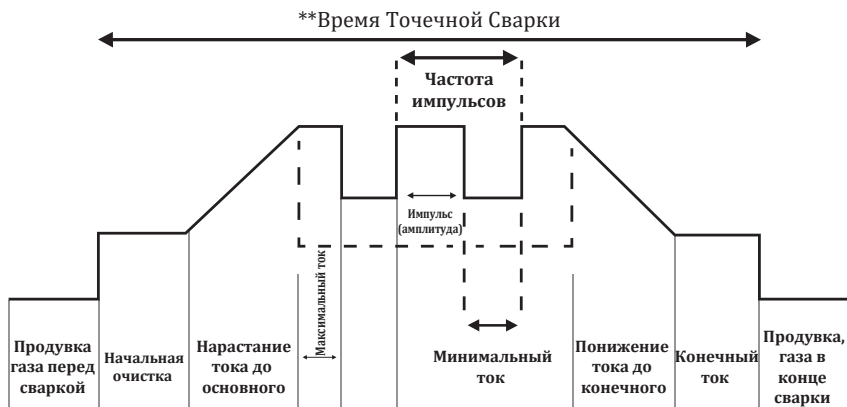 **Время Точечной Сварки
Частота
импульсов
Импульс
(амплитуда)
Максимальный ток
Продувка
газа перед
сваркой
Начальная
очистка
Нарастание
тока до
основного
Минимальный
ток
Понижение
тока до
конечного
Конечный
ток
Продувка,
газа в
конце
сварки